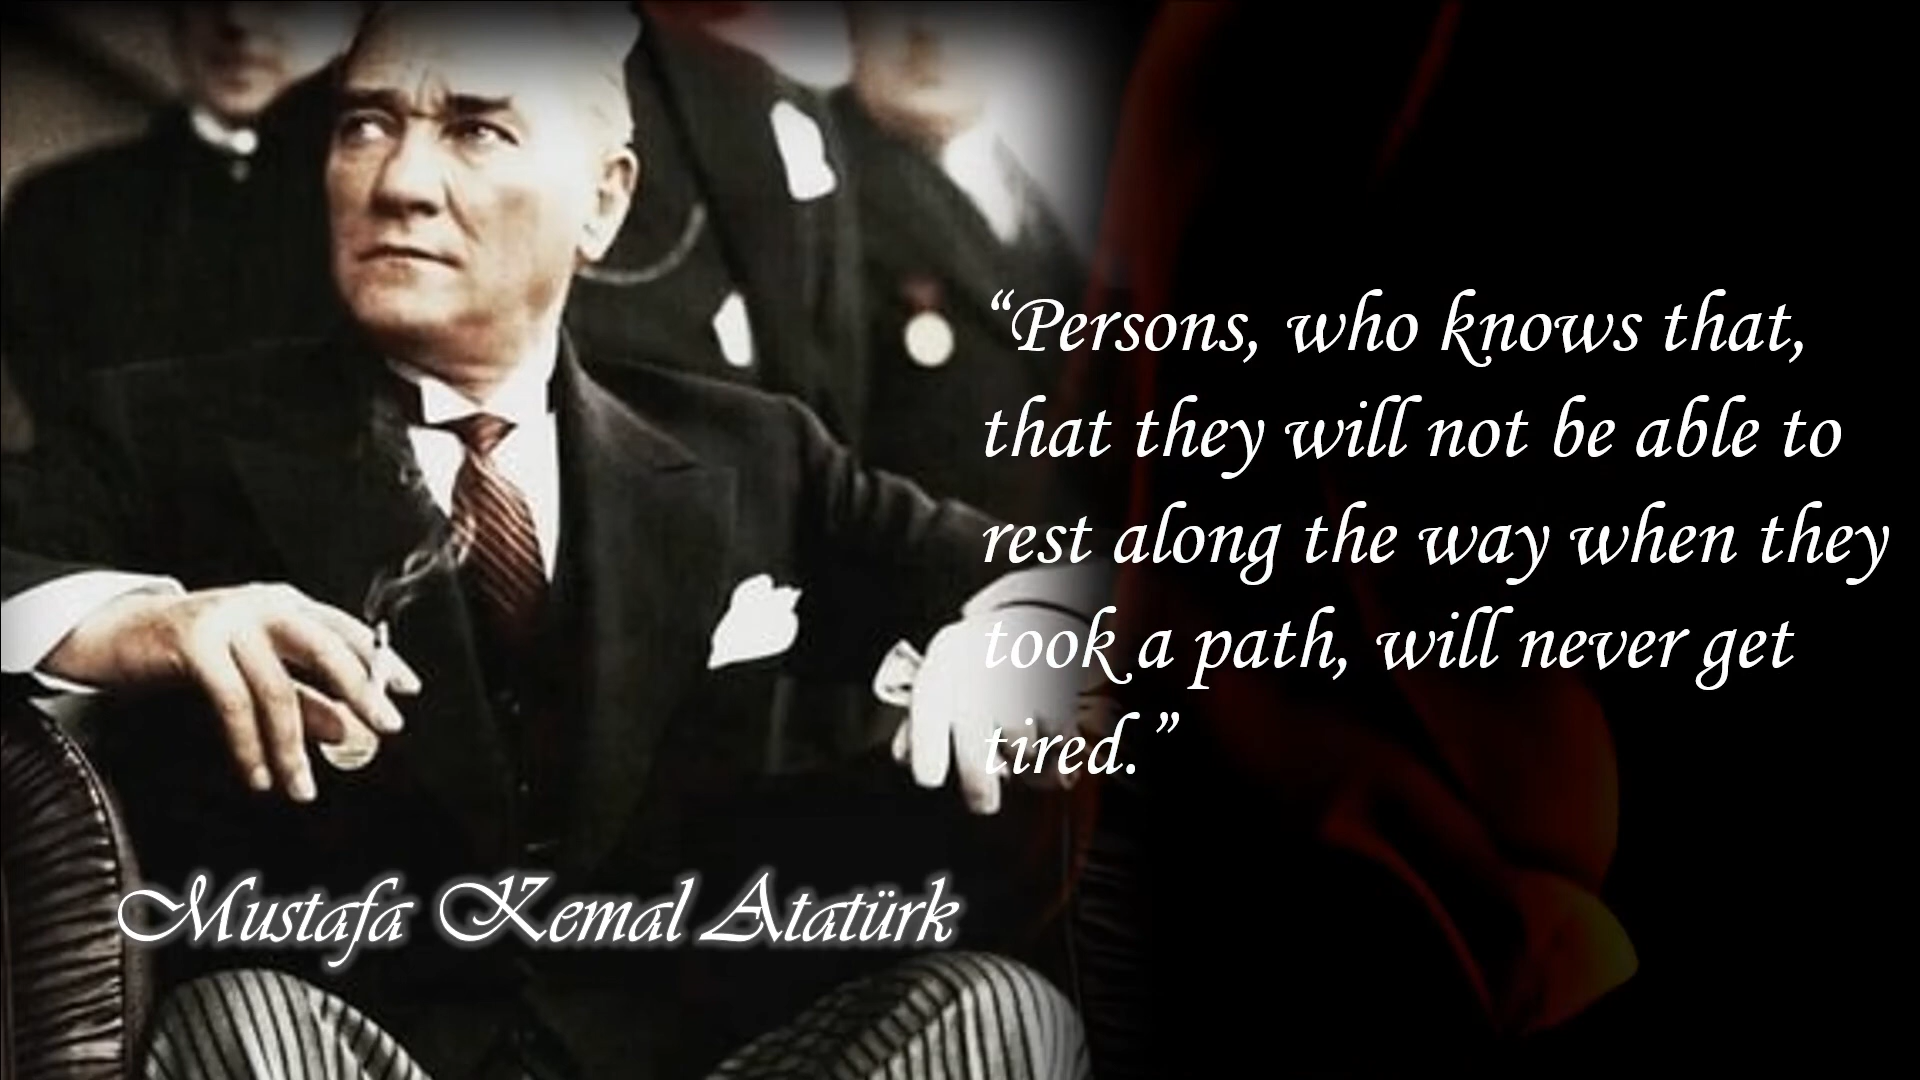 “Persons, who knows that,
that they will not be able to
rest along the way when they
took a path, will never get
tired.”
Mustafa Kemal Atatürk